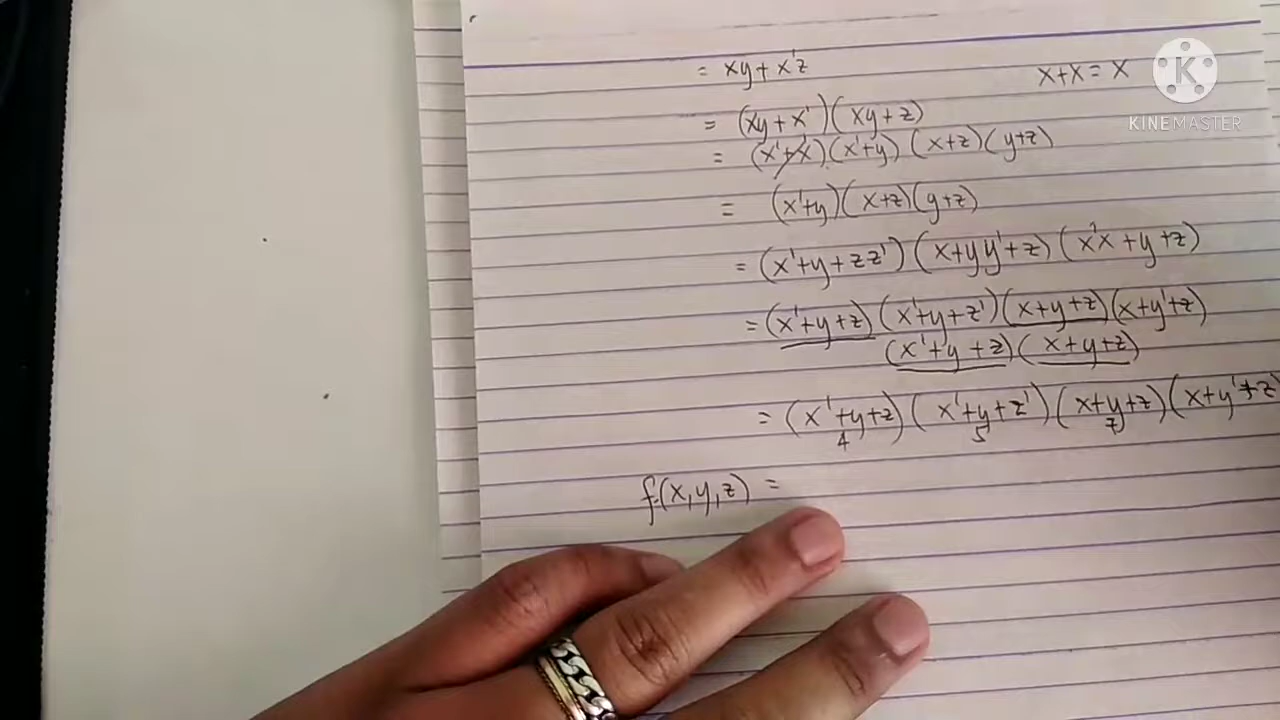 = xy + x'z
x+x = x
= (xy + x')(xy + z)
= (x'+x)(x'+y)(x+z)(y+z)
= (x'+y)(x+z)(y+z)
= (x'+y+zz')(x+yy'+z)(x'x+y+z)
= (x'+y+z)(x'+y+z')(x+y+z)(x+y'+z)
(x'+y+z)(x+y+z)
= (x'+y+z)(x'+y+z')(x+y+z)(x+y'+z)
4 5 7
f(x,y,z) =
K
KINEMASTER